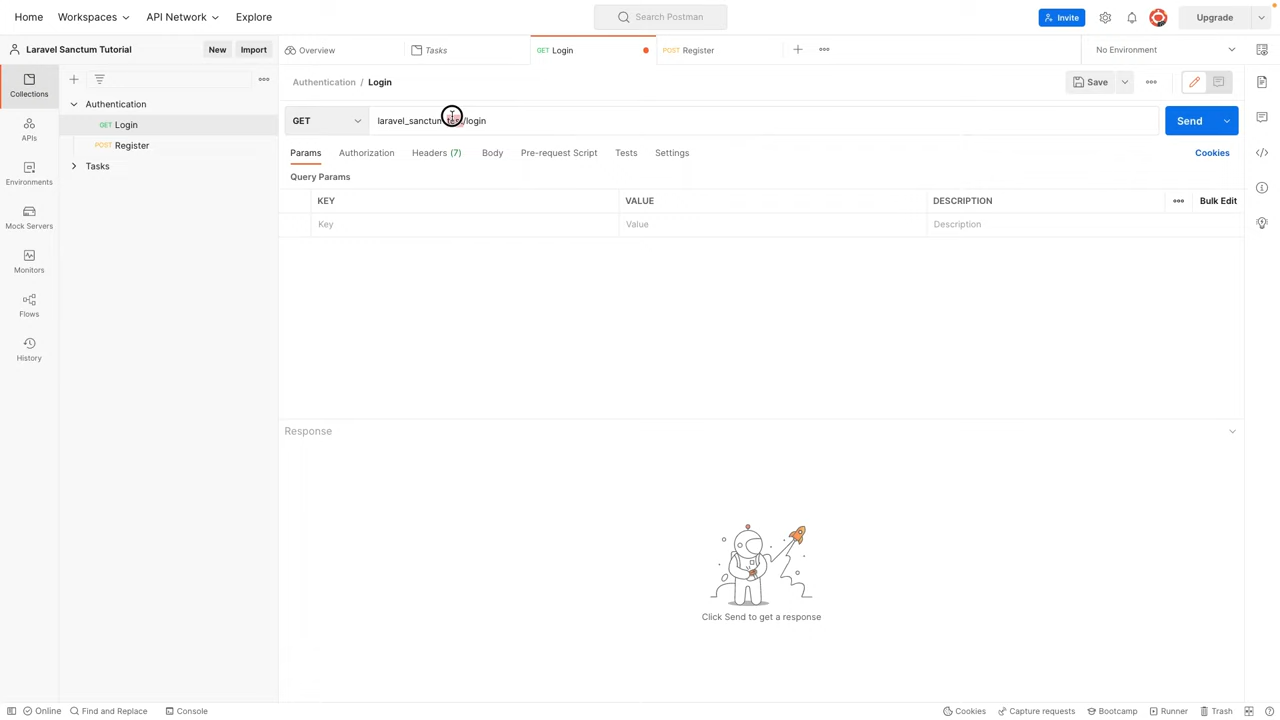 Home Workspaces API Network Explore Search Postman Invite Upgrade
Laravel Sanctum Tutorial New Import Overview Tasks GET Login POST Register No Environment
Collections
APIs
Environments
Mock Servers
Monitors
Flows
History
Authentication
GET Login
POST Register
Tasks
Authentication / Login Save
GET laravel_sanctum.test/login Send
Params Authorization Headers (7) Body Pre-request Script Tests Settings Cookies
Query Params
KEY VALUE DESCRIPTION Bulk Edit
Key Value Description
Response
Click Send to get a response
Online Find and Replace Console Cookies Capture requests Bootcamp Runner Trash